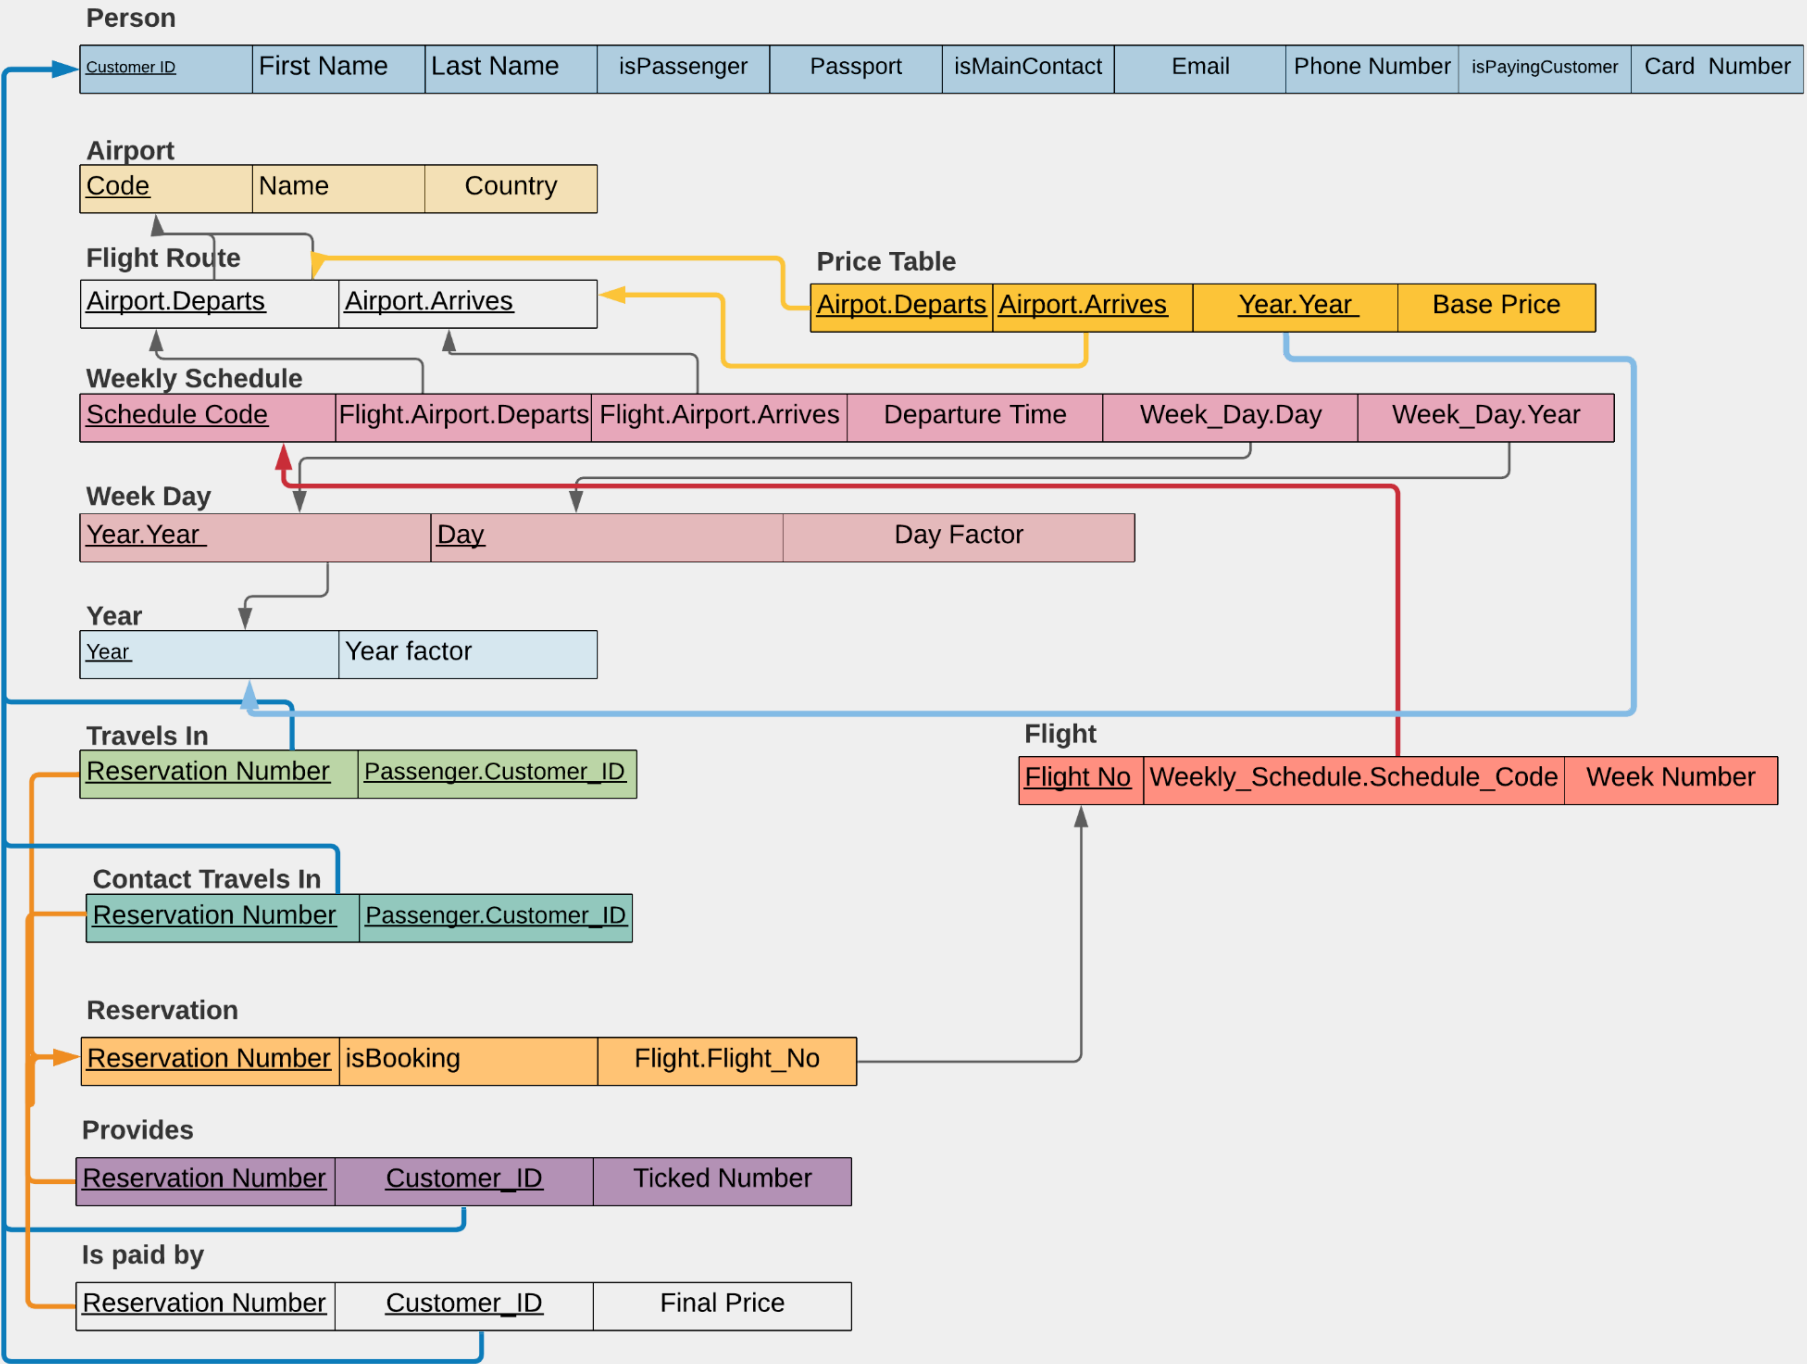 Person
Customer ID First Name Last Name isPassenger Passport isMainContact Email Phone Number isPayingCustomer Card Number
Airport
Code Name Country
Flight Route
Airport.Departs Airport.Arrives
Price Table
Airpot.Departs Airport.Arrives Year.Year Base Price
Weekly Schedule
Schedule Code Flight.Airport.Departs Flight.Airport.Arrives Departure Time Week_Day.Day Week_Day.Year
Week Day
Year.Year Day Day Factor
Year
Year Year factor
Travels In
Reservation Number Passenger.Customer_ID
Flight
Flight No Weekly_Schedule.Schedule_Code Week Number
Contact Travels In
Reservation Number Passenger.Customer_ID
Reservation
Reservation Number isBooking Flight.Flight_No
Provides
Reservation Number Customer_ID Ticked Number
Is paid by
Reservation Number Customer_ID Final Price